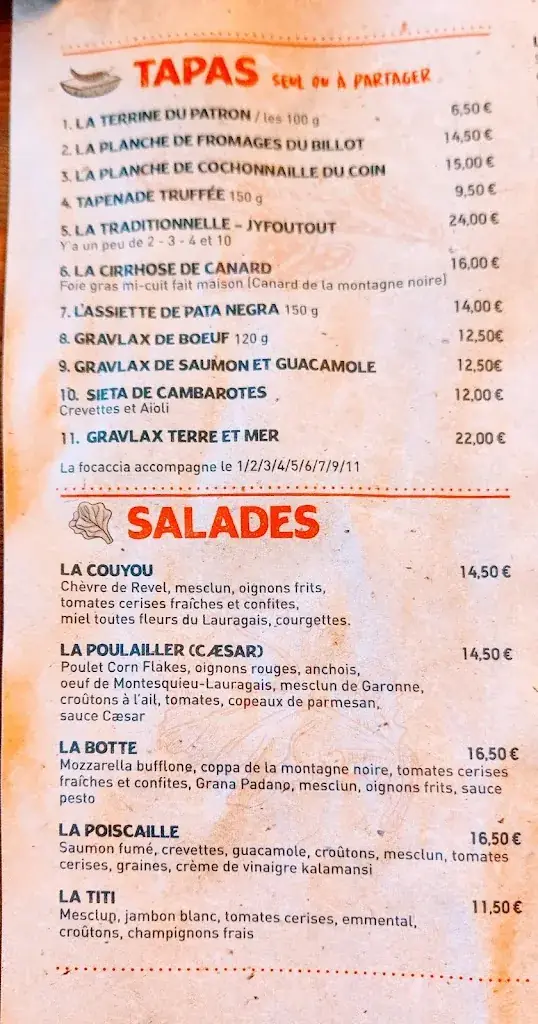 TAPAS SEUL OU À PARTAGER
1. LA TERRINE DU PATRON / les 100 g 6,50 €
2. LA PLANCHE DE FROMAGES DU BILLOT 14,50 €
3. LA PLANCHE DE COCHONNAILLE DU COIN 15,00 €
4. TAPENADE TRUFFÉE 150 g 9,50 €
5. LA TRADITIONNELLE – JYFOUTOUT 24,00 €
Y'a un peu de 2 - 3 - 4 et 10
6. LA CIRRHOSE DE CANARD 16,00 €
Foie gras mi-cuit fait maison (Canard de la montagne noire)
7. L'ASSIETTE DE PATA NEGRA 150 g 14,00 €
8. GRAVLAX DE BOEUF 120 g 12,50€
9. GRAVLAX DE SAUMON ET GUACAMOLE 12,50€
10. SIETA DE CAMBAROTES 12,00 €
Crevettes et Aïoli
11. GRAVLAX TERRE ET MER 22,00 €
La focaccia accompagne le 1/2/3/4/5/6/7/9/11
SALADES
LA COUYOU 14,50 €
Chèvre de Revel, mesclun, oignons frits,
tomates cerises fraîches et confites,
miel toutes fleurs du Lauragais, courgettes.
LA POULAILLER (CÆSAR) 14,50 €
Poulet Corn Flakes, oignons rouges, anchois,
oeuf de Montesquieu-Lauragais, mesclun de Garonne,
croûtons à l'ail, tomates, copeaux de parmesan,
sauce Cæsar
LA BOTTE 16,50 €
Mozzarella bufflone, coppa de la montagne noire, tomates cerises
fraîches et confites, Grana Padano, mesclun, oignons frits, sauce
pesto
LA POISCAILLE 16,50 €
Saumon fumé, crevettes, guacamole, croûtons, mesclun, tomates
cerises, graines, crème de vinaigre kalamansi
LA TITI 11,50 €
Mesclun, jambon blanc, tomates cerises, emmental,
croûtons, champignons frais